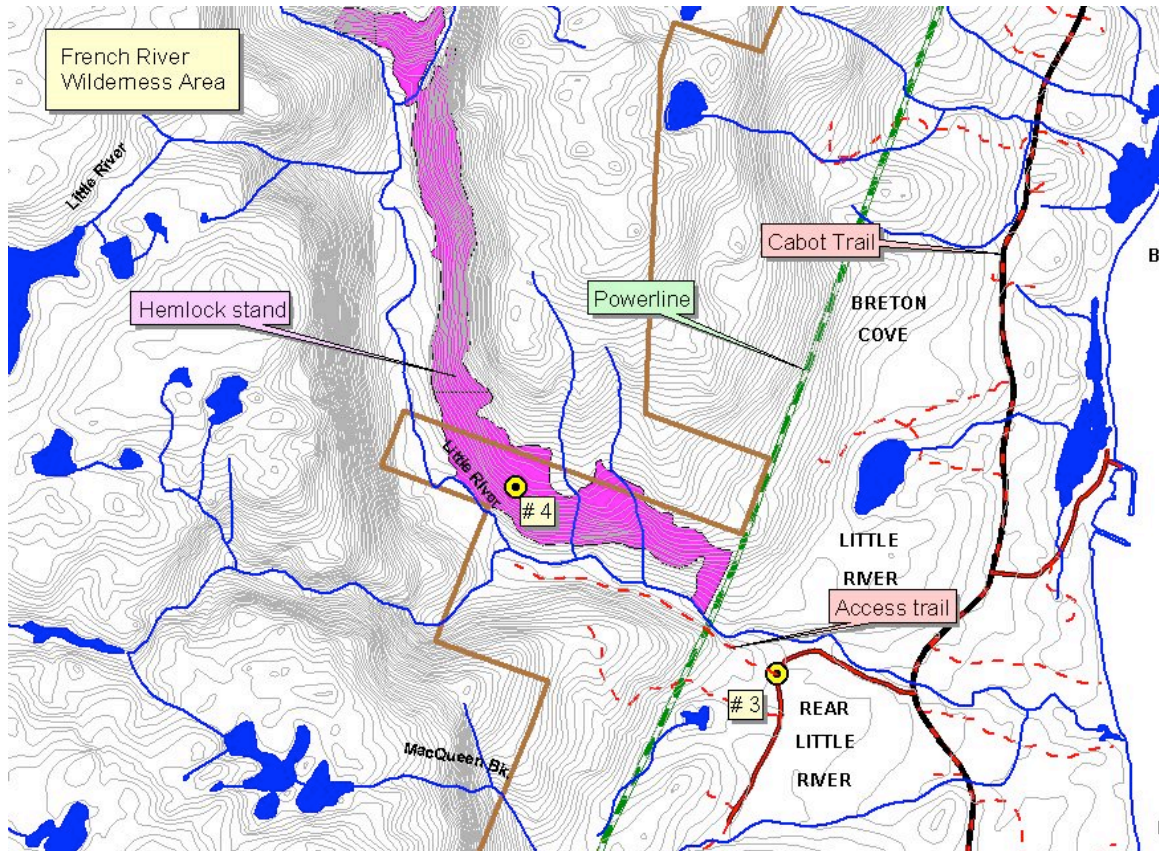 French River
Wilderness Area
Little River
Cabot Trail
B
Hemlock stand
Powerline
BRETON
COVE
Little River
# 4
LITTLE
RIVER
Access trail
# 3
REAR
LITTLE
RIVER
MacQueen Bk.